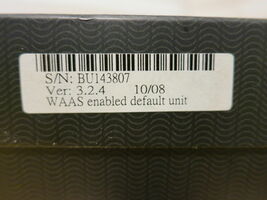 S/N: BU143807
Ver: 3.2.4 10/08
WAAS enabled default unit